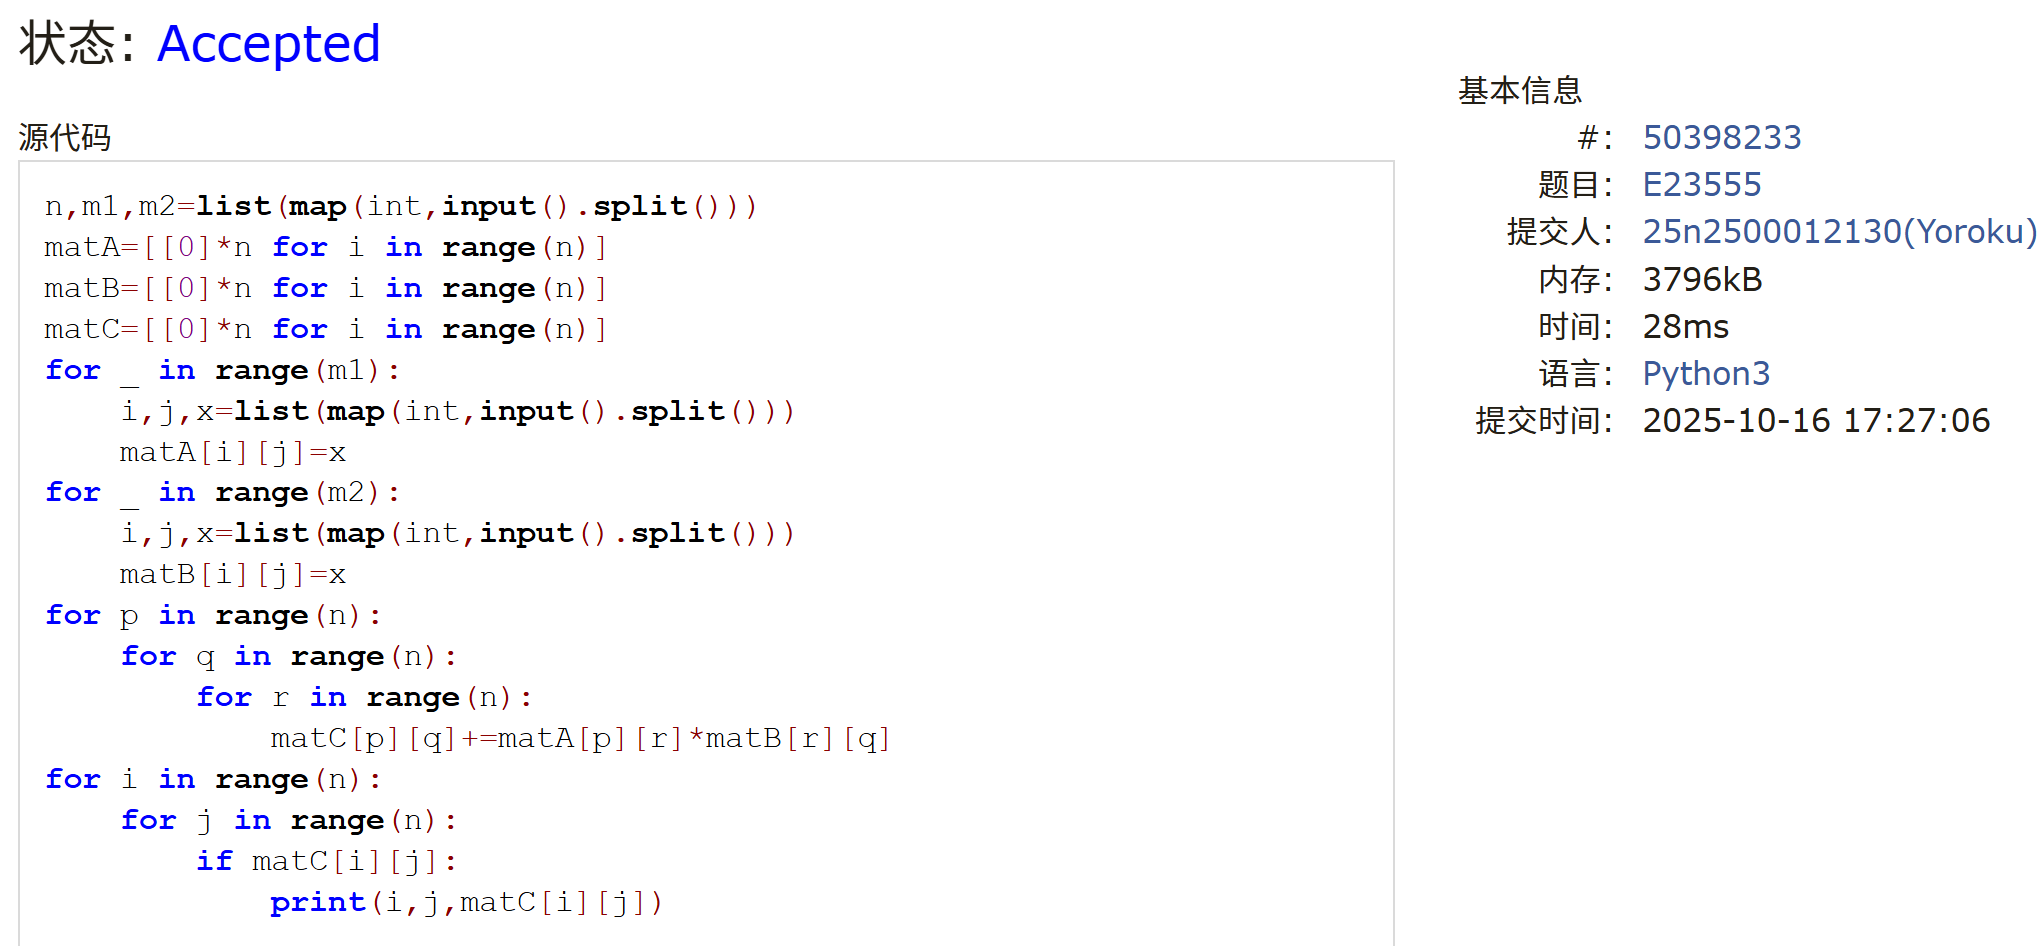 状态: Accepted
源代码
n,m1,m2=list(map(int,input().split()))
matA=[[0]*n for i in range(n)]
matB=[[0]*n for i in range(n)]
matC=[[0]*n for i in range(n)]
for _ in range(m1):
    i,j,x=list(map(int,input().split()))
    matA[i][j]=x
for _ in range(m2):
    i,j,x=list(map(int,input().split()))
    matB[i][j]=x
for p in range(n):
    for q in range(n):
        for r in range(n):
            matC[p][q]+=matA[p][r]*matB[r][q]
for i in range(n):
    for j in range(n):
        if matC[i][j]:
            print(i,j,matC[i][j])
基本信息
#: 50398233
题目: E23555
提交人: 25n2500012130(Yoroku)
内存: 3796kB
时间: 28ms
语言: Python3
提交时间: 2025-10-16 17:27:06